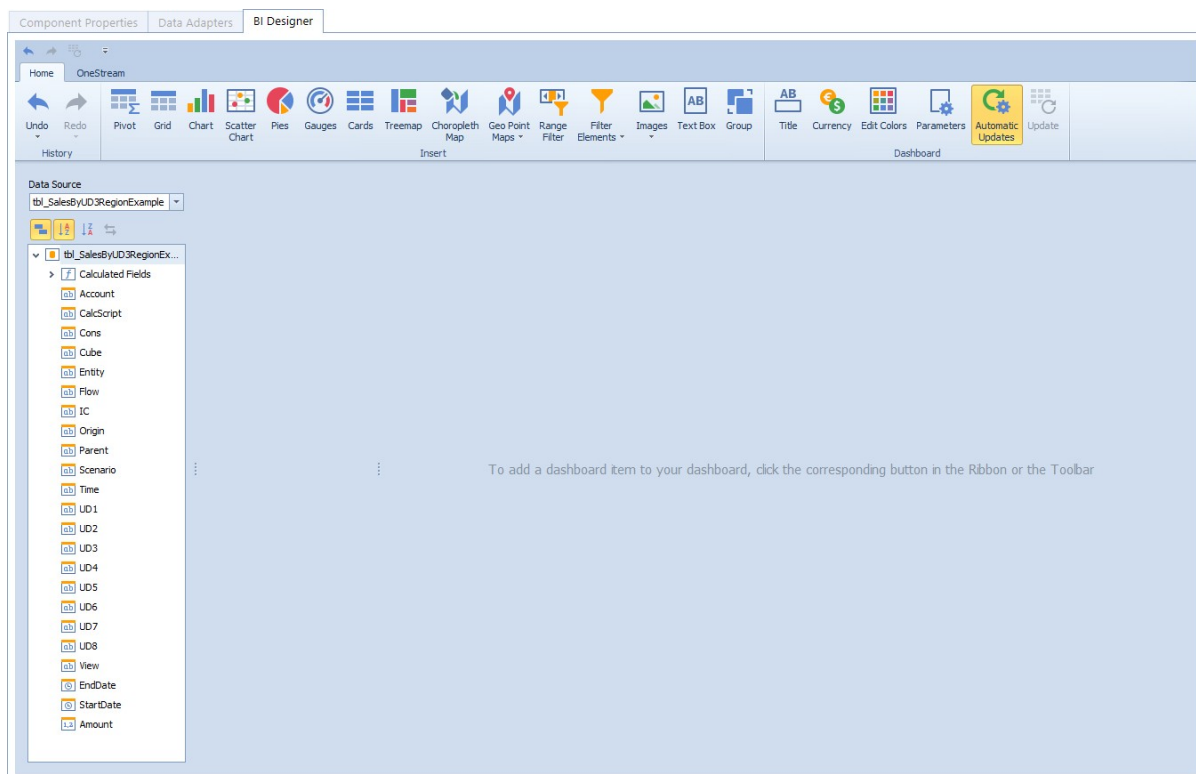 Component Properties Data Adapters BI Designer
Home OneStream
Undo Redo Pivot Grid Chart Scatter Chart Pies Gauges Cards Treemap Choropleth Map Geo Point Maps Range Filter Filter Elements Images Text Box Group Title Currency Edit Colors Parameters Automatic Updates Update
History Insert Dashboard
Data Source
tbl_SalesByUD3RegionExample
tbl_SalesByUD3RegionEx...
Calculated Fields
Account
CalcScript
Cons
Cube
Entity
Flow
IC
Origin
Parent
Scenario
Time
UD1
UD2
UD3
UD4
UD5
UD6
UD7
UD8
View
EndDate
StartDate
Amount
To add a dashboard item to your dashboard, click the corresponding button in the Ribbon or the Toolbar